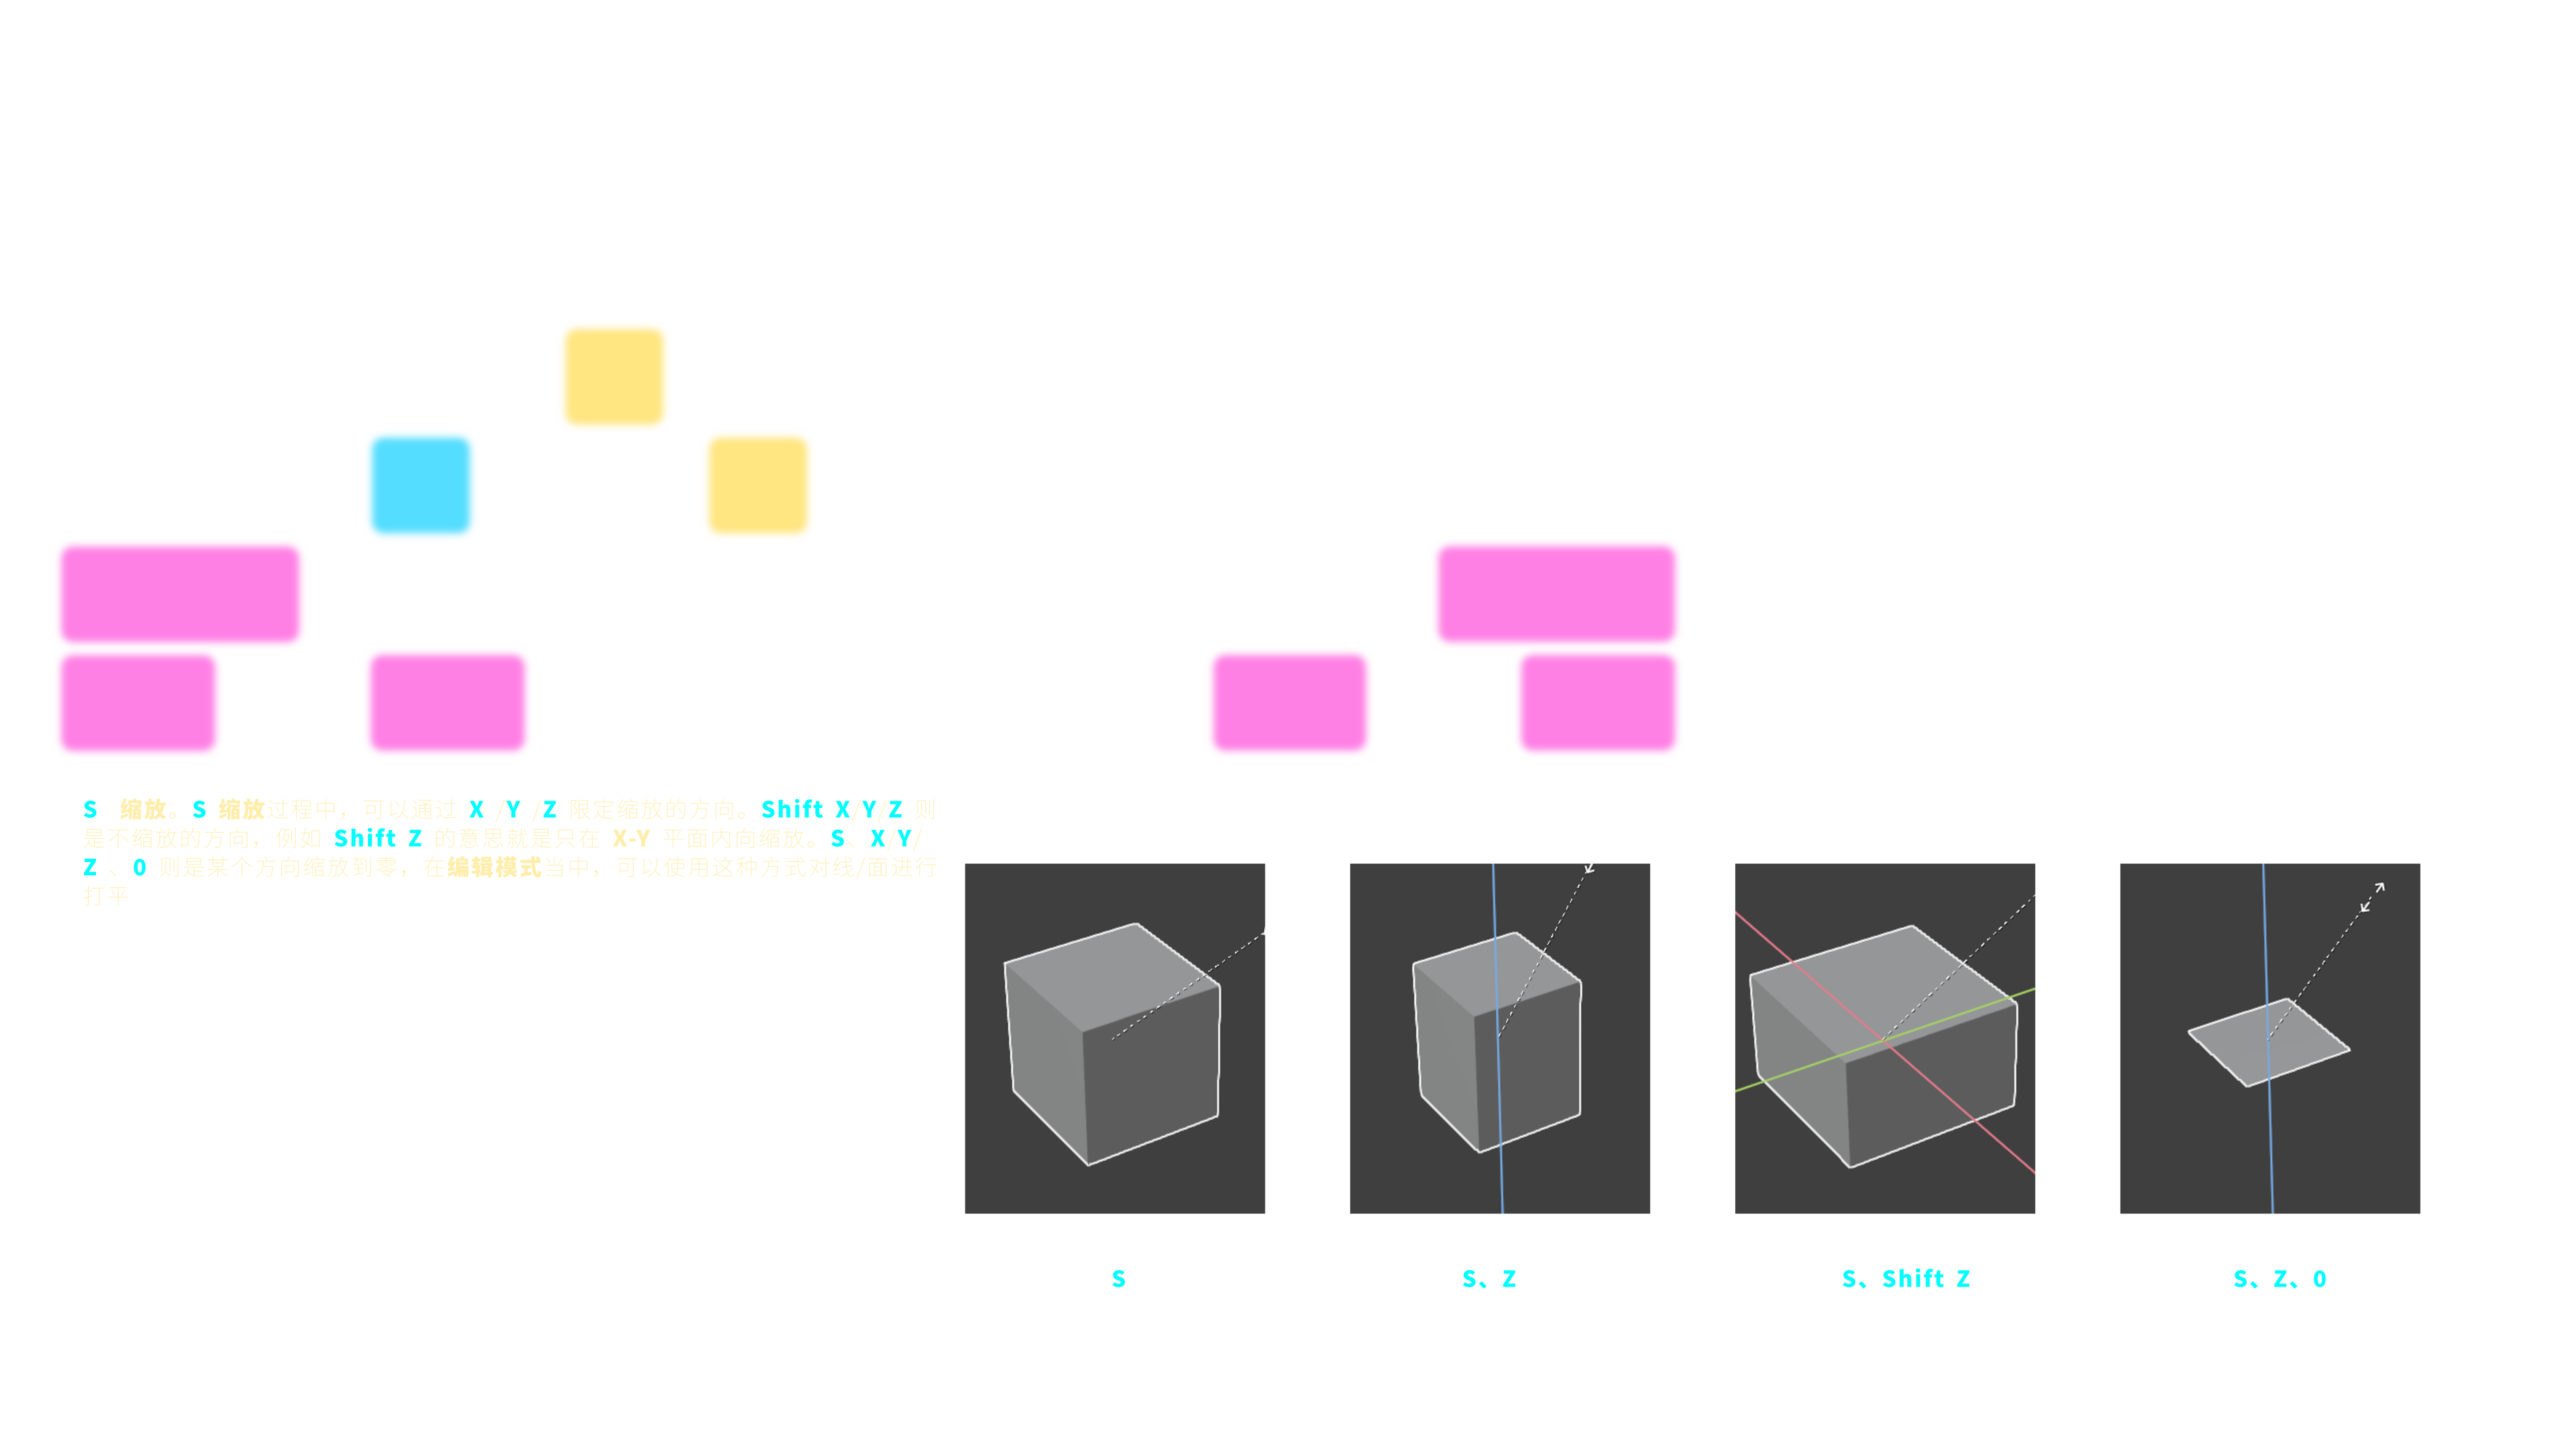 S 缩放。S 缩放过程中，可以通过 X /Y /Z 限定缩放的方向。Shift X/Y/Z 则
是不缩放的方向，例如 Shift Z 的意思就是只在 X-Y 平面内向缩放。S、X/Y/
Z 、0 则是某个方向缩放到零，在编辑模式当中，可以使用这种方式对线/面进行
打平
S
S、Z
S、Shift Z
S、Z、0